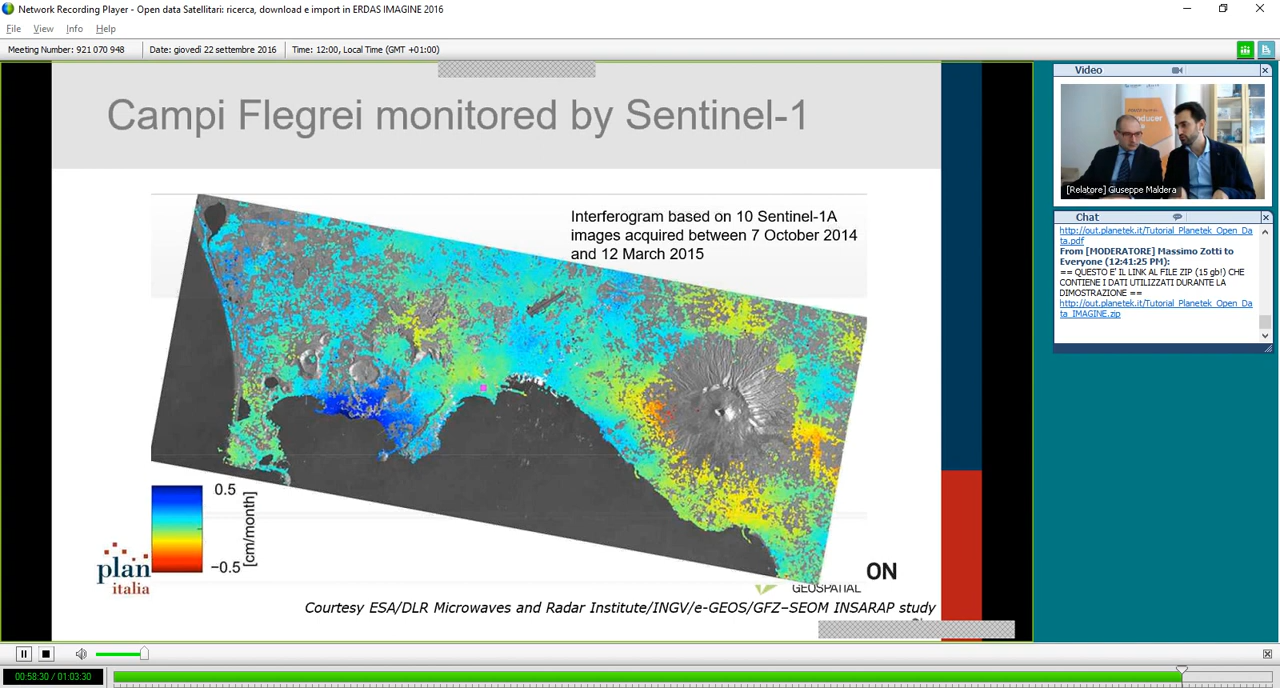 Network Recording Player - Open data Satellitari: ricerca, download e import in ERDAS IMAGINE 2016
File View Info Help
Meeting Number: 921 070 948 Date: giovedì 22 settembre 2016 Time: 12:00, Local Time (GMT +01:00)
Campi Flegrei monitored by Sentinel-1
Interferogram based on 10 Sentinel-1A
images acquired between 7 October 2014
and 12 March 2015
0.5
[cm/month]
−0.5
plan
italia
ON
GEOSPATIAL
Courtesy ESA/DLR Microwaves and Radar Institute/INGV/e-GEOS/GFZ–SEOM INSARAP study
Video
[Relatore] Giuseppe Maldera
Chat
http://out.planetek.it/Tutorial_Planetek_Open_Da
ta.pdf
From [MODERATORE] Massimo Zotti to
Everyone (12:41:25 PM):
== QUESTO E' IL LINK AL FILE ZIP (15 gb!) CHE
CONTIENE I DATI UTILIZZATI DURANTE LA
DIMOSTRAZIONE ==
http://out.planetek.it/Tutorial_Planetek_Open_Da
ta_IMAGINE.zip
00:58:30 / 01:03:30